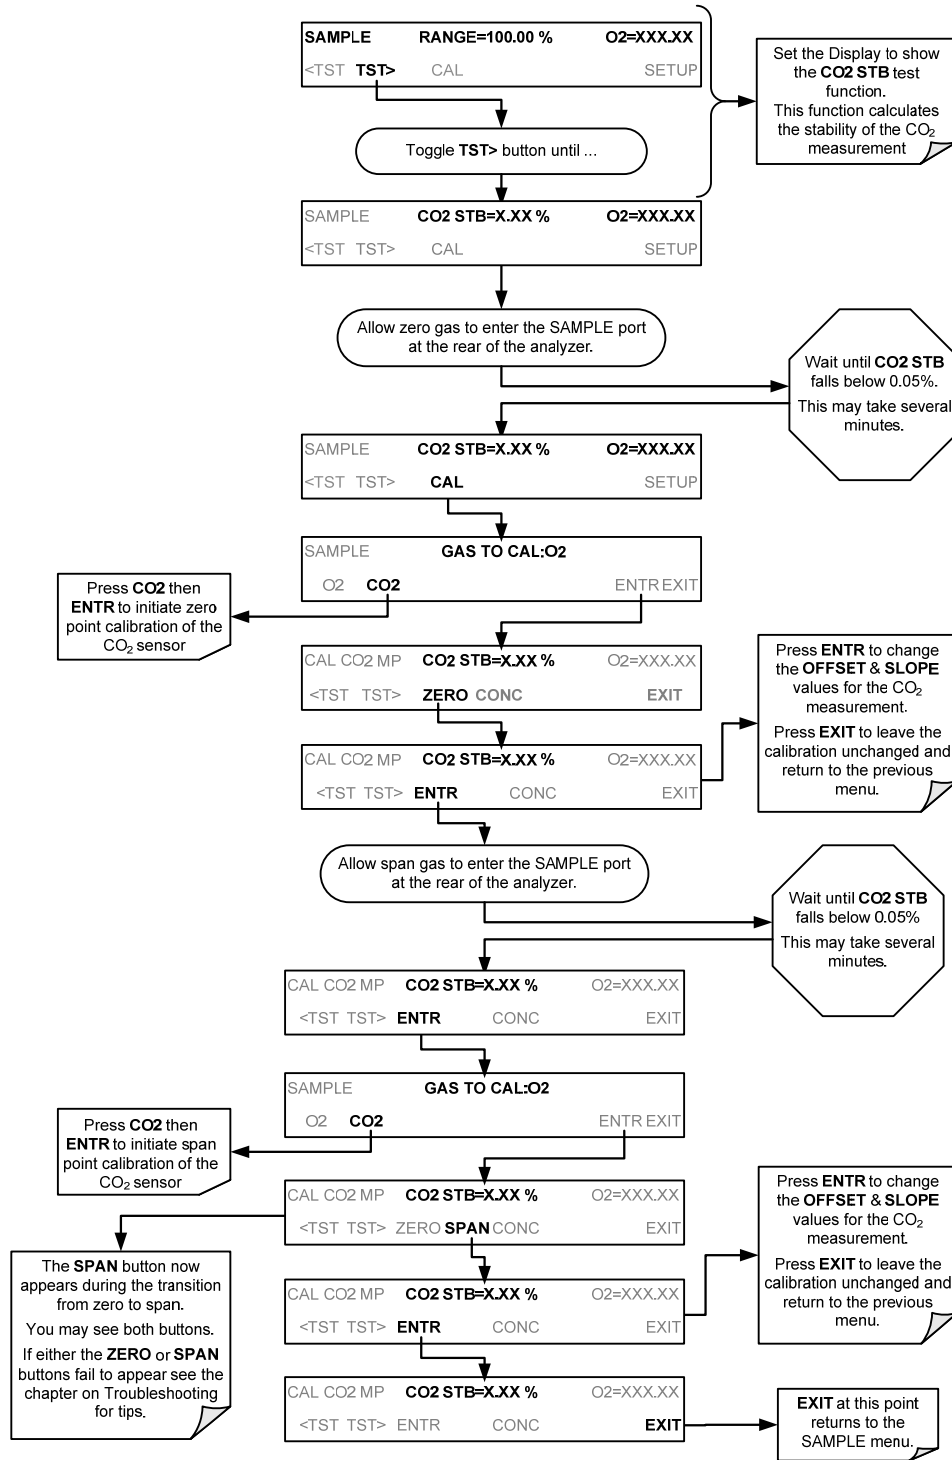 SAMPLE RANGE=100.00 % O2=XXX.XX
<TST TST> CAL SETUP
Set the Display to show
the CO2 STB test
function.
This function calculates
the stability of the CO2
measurement
Toggle TST> button until ...
SAMPLE CO2 STB=X.XX % O2=XXX.XX
<TST TST> CAL SETUP
Allow zero gas to enter the SAMPLE port
at the rear of the analyzer.
Wait until CO2 STB
falls below 0.05%.
This may take several
minutes.
SAMPLE CO2 STB=X.XX % O2=XXX.XX
<TST TST> CAL SETUP
SAMPLE GAS TO CAL:O2
O2 CO2 ENTR EXIT
Press CO2 then
ENTR to initiate zero
point calibration of the
CO2 sensor
CAL CO2 MP CO2 STB=X.XX % O2=XXX.XX
<TST TST> ZERO CONC EXIT
Press ENTR to change
the OFFSET & SLOPE
values for the CO2
measurement.
Press EXIT to leave the
calibration unchanged and
return to the previous
menu.
CAL CO2 MP CO2 STB=X.XX % O2=XXX.XX
<TST TST> ENTR CONC EXIT
Allow span gas to enter the SAMPLE port
at the rear of the analyzer.
Wait until CO2 STB
falls below 0.05%
This may take several
minutes.
CAL CO2 MP CO2 STB=X.XX % O2=XXX.XX
<TST TST> ENTR CONC EXIT
SAMPLE GAS TO CAL:O2
O2 CO2 ENTR EXIT
Press CO2 then
ENTR to initiate span
point calibration of the
CO2 sensor
CAL CO2 MP CO2 STB=X.XX % O2=XXX.XX
<TST TST> ZERO SPAN CONC EXIT
Press ENTR to change
the OFFSET & SLOPE
values for the CO2
measurement.
Press EXIT to leave the
calibration unchanged and
return to the previous
menu.
The SPAN button now
appears during the transition
from zero to span.
You may see both buttons.
If either the ZERO or SPAN
buttons fail to appear see the
chapter on Troubleshooting
for tips.
CAL CO2 MP CO2 STB=X.XX % O2=XXX.XX
<TST TST> ENTR CONC EXIT
CAL CO2 MP CO2 STB=X.XX % O2=XXX.XX
<TST TST> ENTR CONC EXIT
EXIT at this point
returns to the
SAMPLE menu.